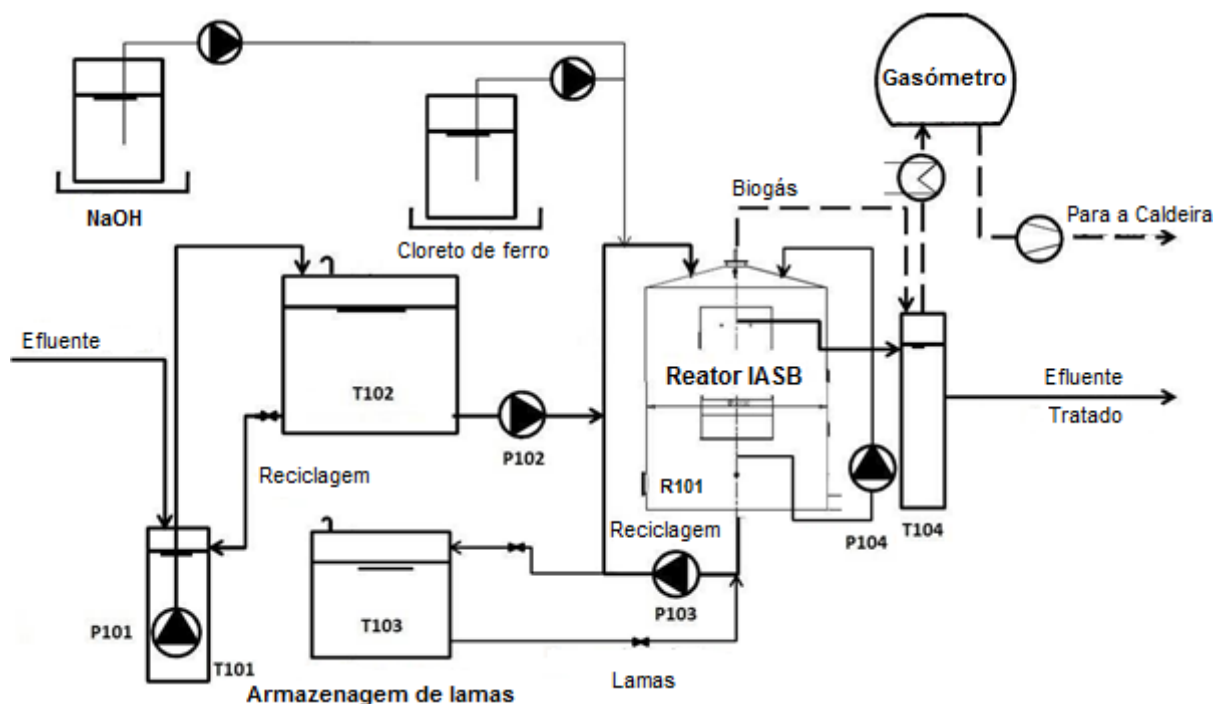 Gasómetro
Biogás
Para a Caldeira
NaOH
Cloreto de ferro
Efluente
T102
P102
Reator IASB
Efluente
Tratado
Reciclagem
R101
Reciclagem
P104
T104
P101
T101
T103
P103
Lamas
Armazenagem de lamas